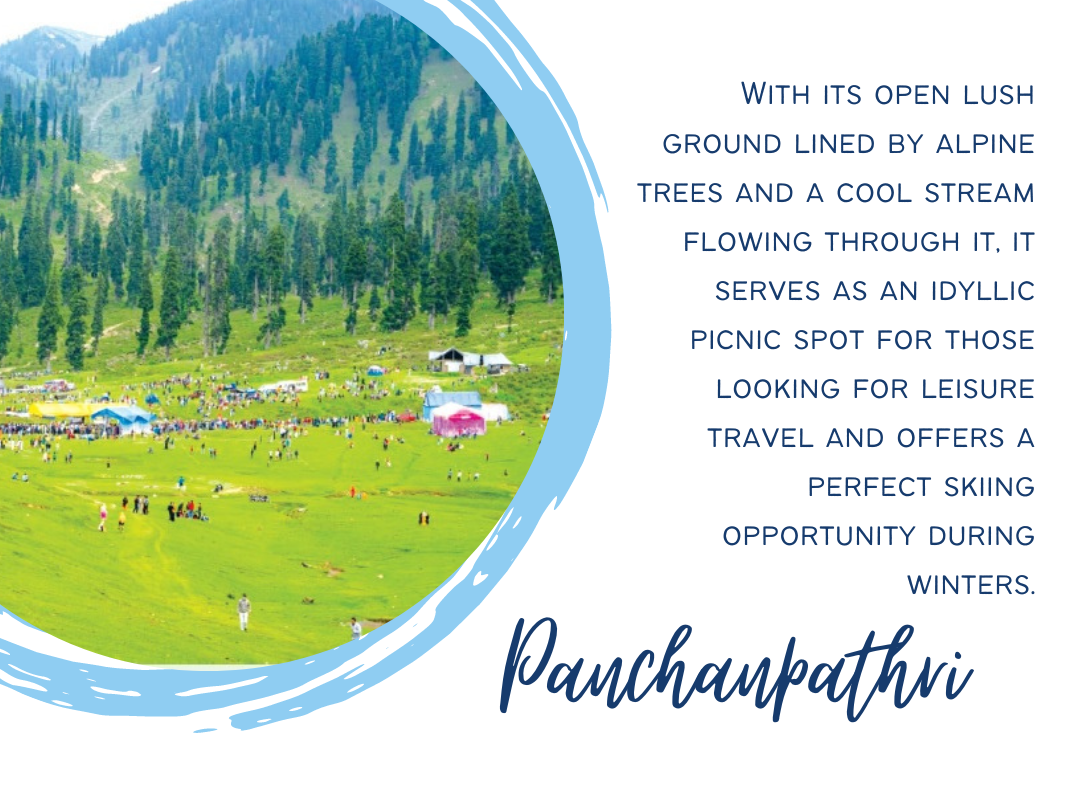 With its open lush
ground lined by alpine
trees and a cool stream
flowing through it, it
serves as an idyllic
picnic spot for those
looking for leisure
travel and offers a
perfect skiing
opportunity during
winters.
Panchanpathri